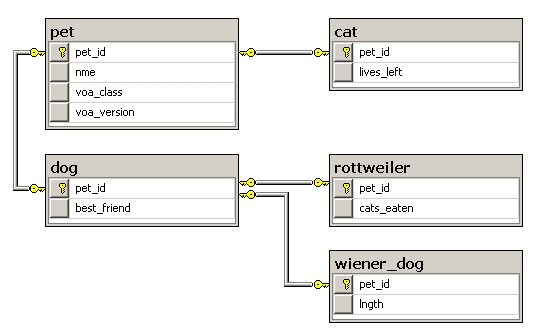 pet
pet_id
nme
voa_class
voa_version
cat
pet_id
lives_left
dog
pet_id
best_friend
rottweiler
pet_id
cats_eaten
wiener_dog
pet_id
lngth